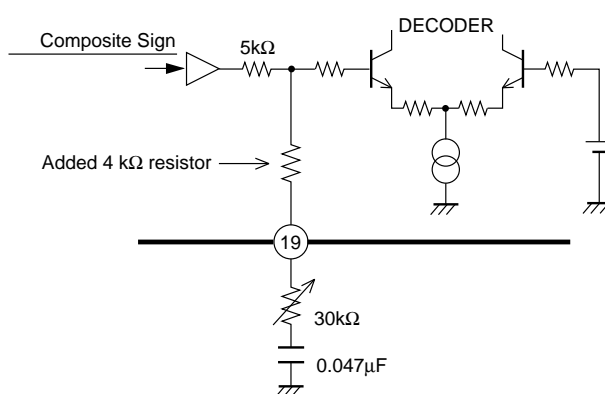 Composite Sign
5kΩ
DECODER
Added 4 kΩ resistor
19
30kΩ
0.047μF